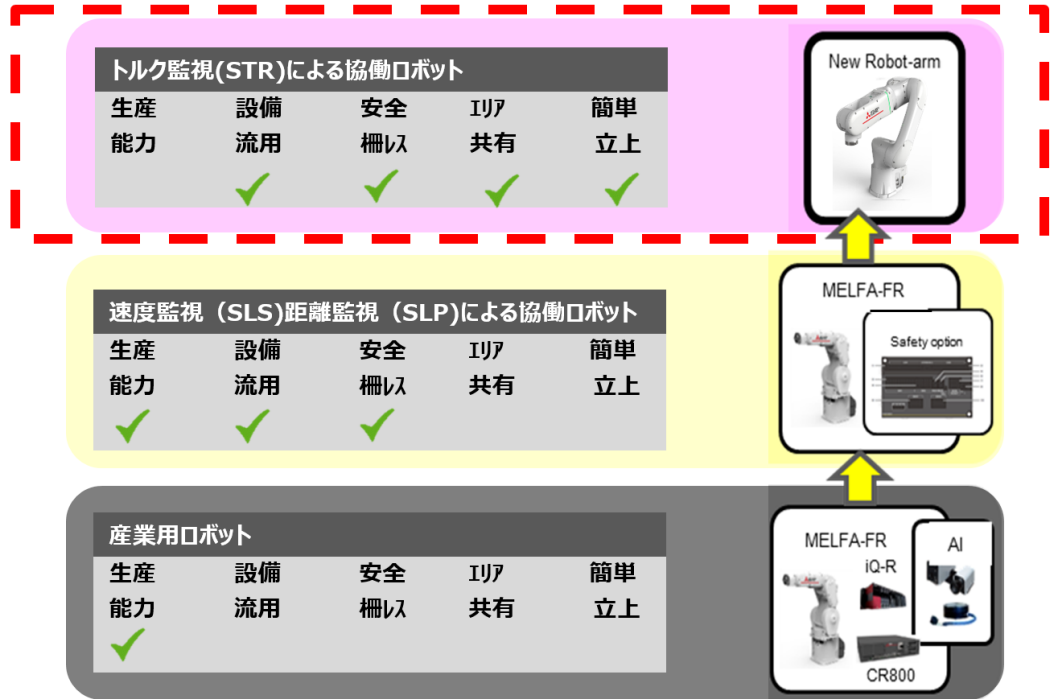 トルク監視(STR)による協働ロボット
生産 設備 安全 ｴﾘｱ 簡単
能力 流用 柵ﾚｽ 共有 立上
New Robot-arm
速度監視（SLS)距離監視（SLP)による協働ロボット
生産 設備 安全 ｴﾘｱ 簡単
能力 流用 柵ﾚｽ 共有 立上
MELFA-FR
Safety option
産業用ロボット
生産 設備 安全 ｴﾘｱ 簡単
能力 流用 柵ﾚｽ 共有 立上
MELFA-FR
iQ-R
CR800
AI